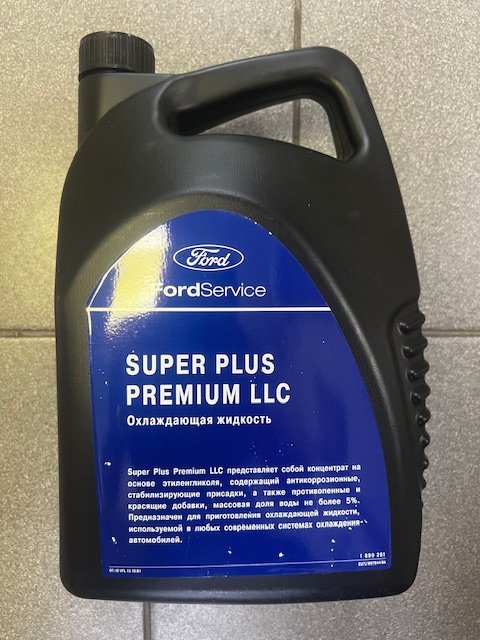 Ford
FordService
SUPER PLUS
PREMIUM LLC
Охлаждающая жидкость
Super Plus Premium LLC представляет собой концентрат на
основе этиленгликоля, содержащий антикоррозионные,
стабилизирующие присадки, а также противопенные и
красящие добавки, массовая доля воды не более 5%.
Предназначен для приготовления охлаждающей жидкости,
используемой в любых современных системах охлаждения
автомобилей.
1 890 261